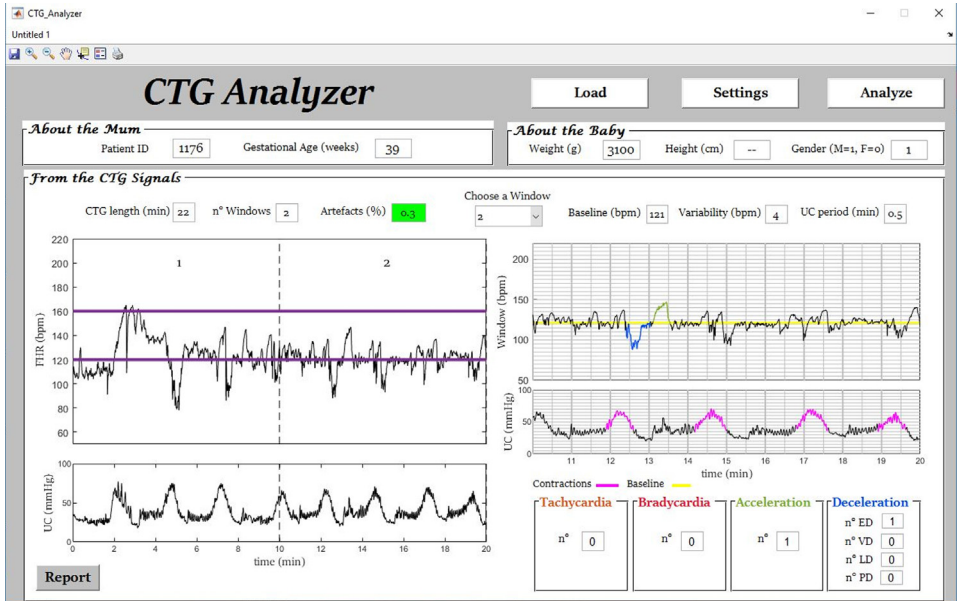 CTG_Analyzer
Untitled 1
CTG Analyzer
Load
Settings
Analyze
About the Mum
Patient ID 1176 Gestational Age (weeks) 39
About the Baby
Weight (g) 3100 Height (cm) -- Gender (M=1, F=0) 1
From the CTG Signals
CTG length (min) 22 n° Windows 2 Artefacts (%) 0.3
Choose a Window
2
Baseline (bpm) 121 Variability (bpm) 4 UC period (min) 0.5
FHR (bpm)
220
200
180
160
140
120
100
80
60
1 2
UC (mmHg)
100
50
0
0 2 4 6 8 10 12 14 16 18 20
time (min)
Report
Window (bpm)
200
150
100
50
UC (mmHg)
100
50
0
11 12 13 14 15 16 17 18 19 20
time (min)
Contractions Baseline
Tachycardia
n° 0
Bradycardia
n° 0
Acceleration
n° 1
Deceleration
n° ED 1
n° VD 0
n° LD 0
n° PD 0